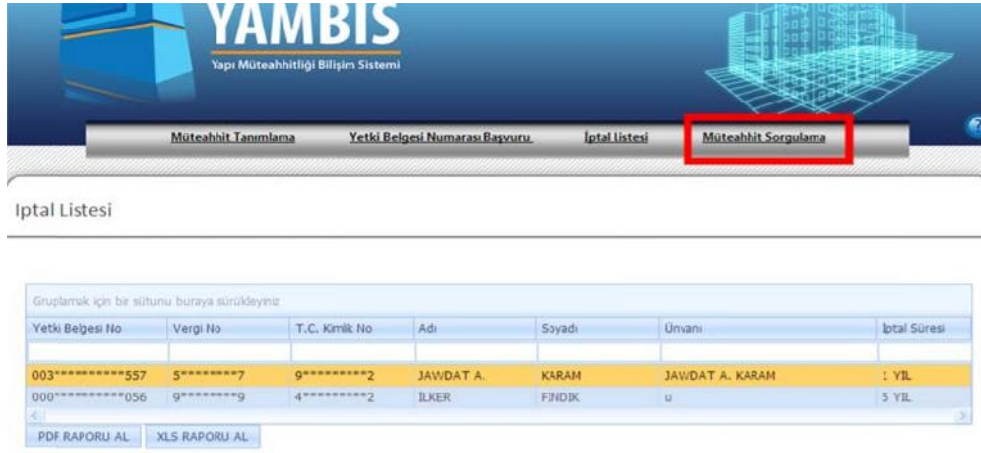 YAMBIS
Yapı Müteahhitliği Bilişim Sistemi
Müteahhit Tanımlama Yetki Belgesi Numarası Başvuru İptal Listesi Müteahhit Sorgulama
?
Iptal Listesi
Gruplamak için bir sütunu buraya sürükleyiniz
Yetki Belgesi No Vergi No T.C. Kimlik No Adı Soyadı Ünvanı İptal Süresi
003**********557 5********7 9*********2 JAWDAT A. KARAM JAWDAT A. KARAM 1 YIL
000**********056 9********9 4*********2 İLKER FINDIK u 5 YIL
PDF RAPORU AL XLS RAPORU AL